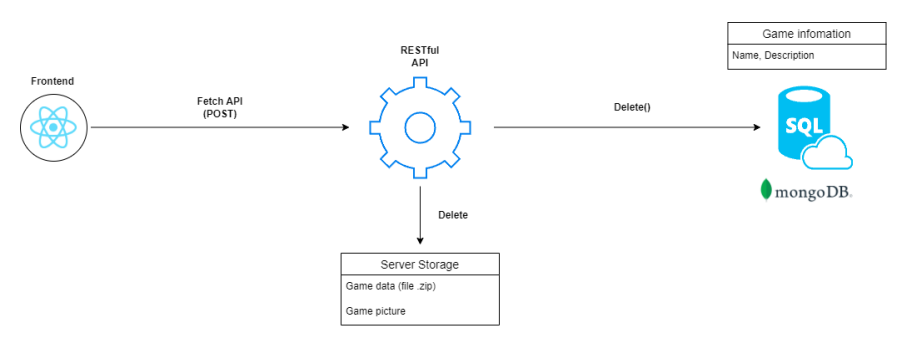 Game infomation
Name, Description
RESTful
API
Frontend
Fetch API
(POST)
Delete()
SQL
mongoDB.
Delete
Server Storage
Game data (file .zip)
Game picture